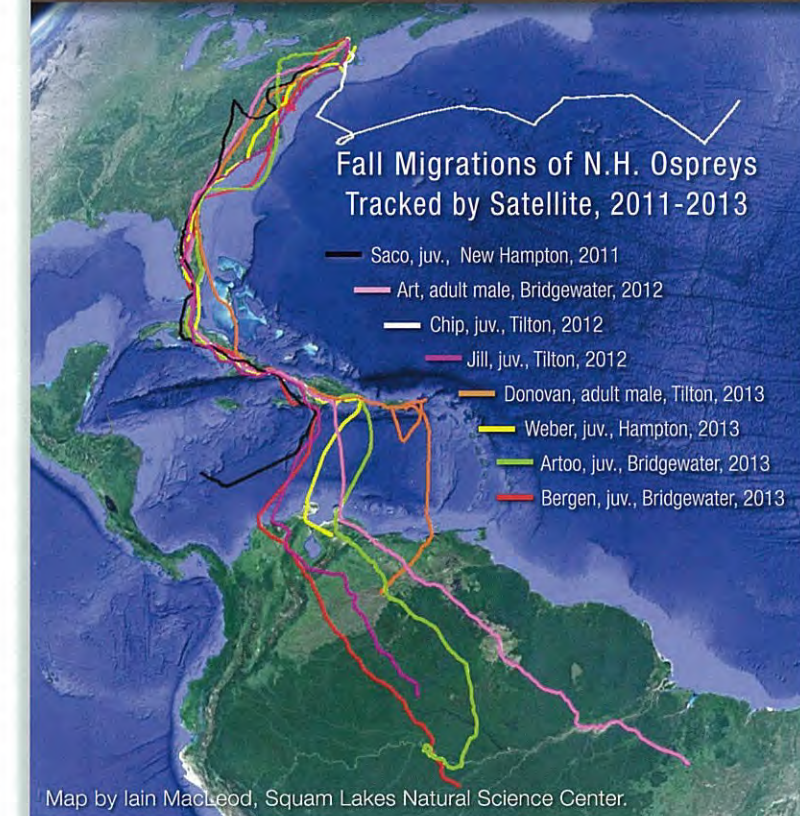 Fall Migrations of N.H. Ospreys
Tracked by Satellite, 2011-2013
Saco, juv., New Hampton, 2011
Art, adult male, Bridgewater, 2012
Chip, juv., Tilton, 2012
Jill, juv., Tilton, 2012
Donovan, adult male, Tilton, 2013
Weber, juv., Hampton, 2013
Artoo, juv., Bridgewater, 2013
Bergen, juv., Bridgewater, 2013
Map by Iain MacLeod, Squam Lakes Natural Science Center.